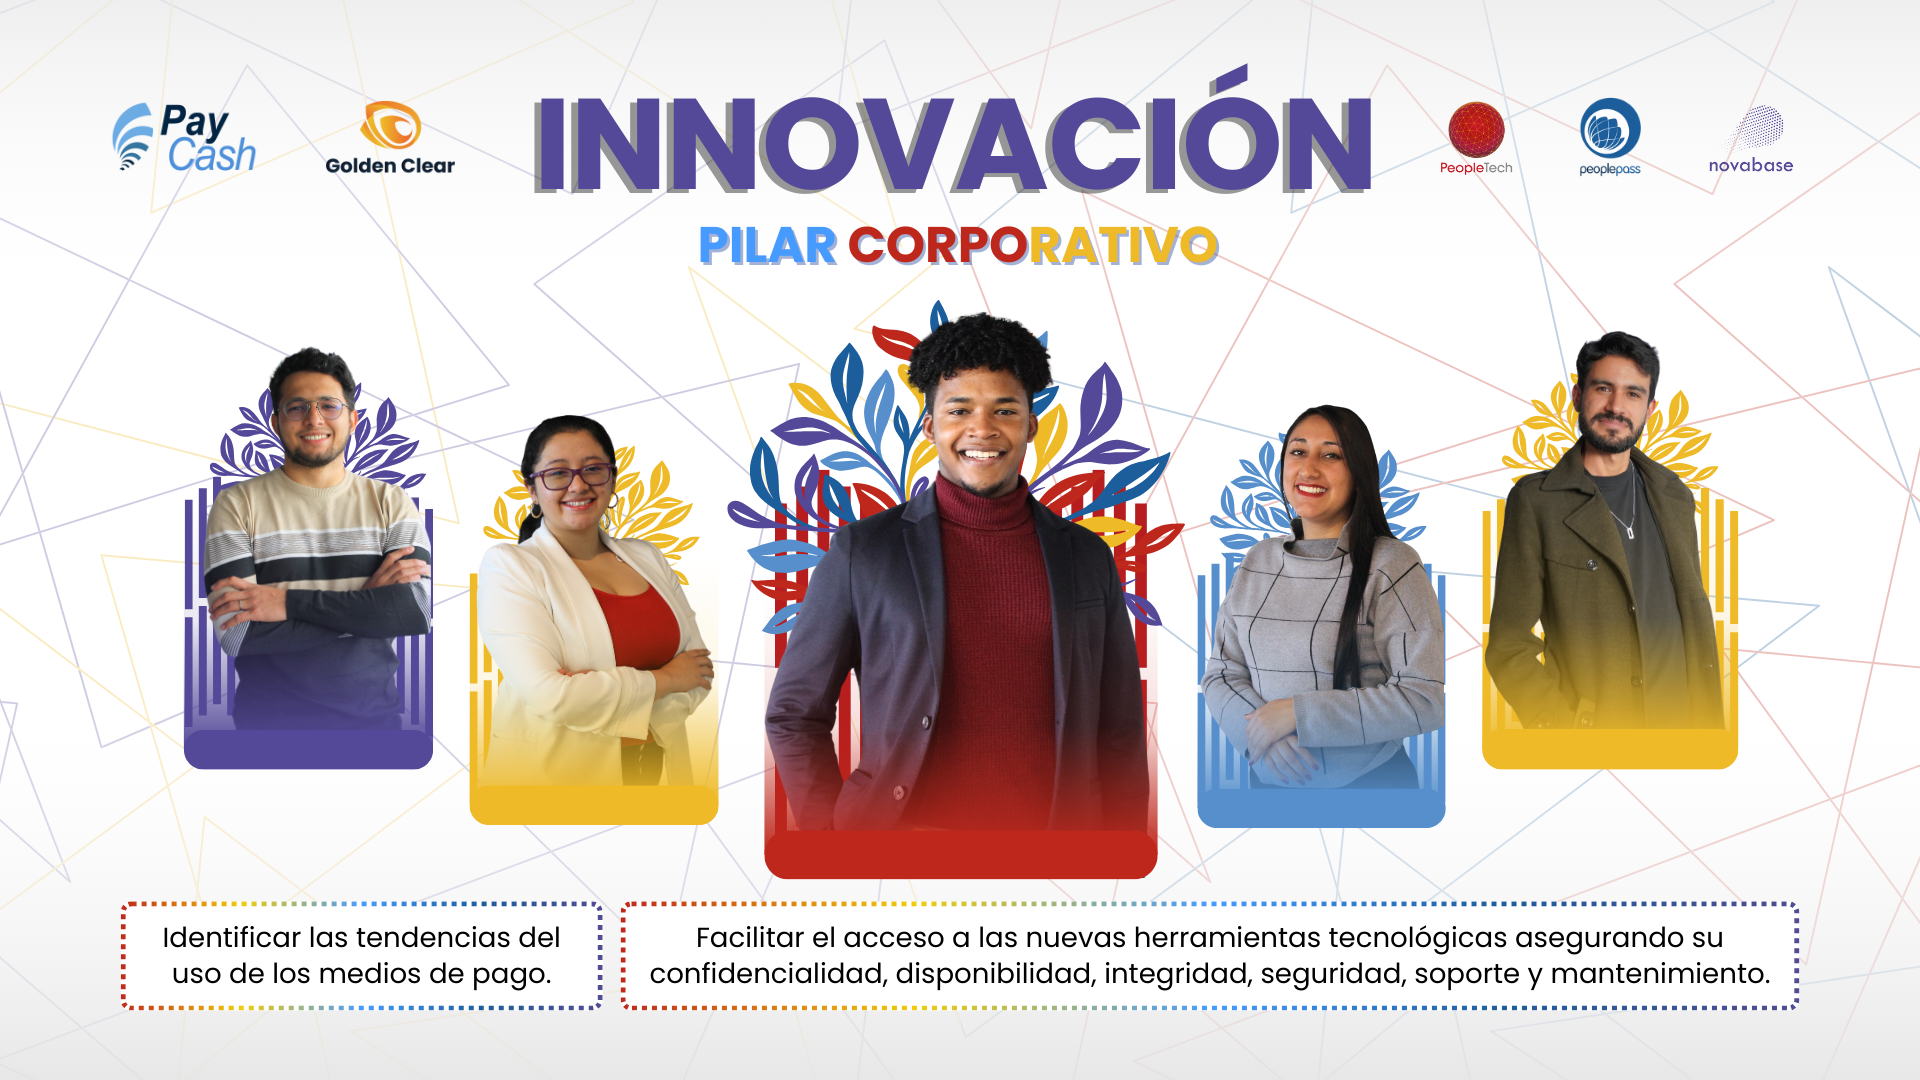 Pay
Cash
Golden Clear
INNOVACIÓN
PILAR CORPORATIVO
PeopleTech
peoplepass
novabase
Identificar las tendencias del
uso de los medios de pago.
Facilitar el acceso a las nuevas herramientas tecnológicas asegurando su
confidencialidad, disponibilidad, integridad, seguridad, soporte y mantenimiento.